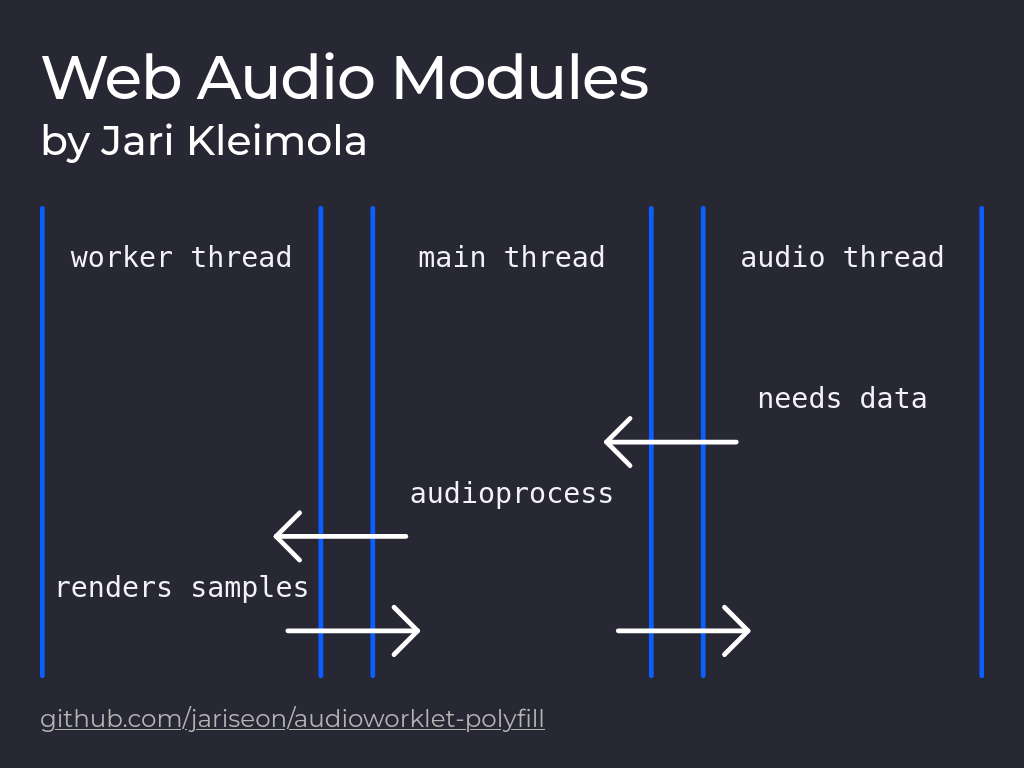 Web Audio Modules
by Jari Kleimola
worker thread
main thread
audio thread
needs data
audioprocess
renders samples
github.com/jariseon/audioworklet-polyfill